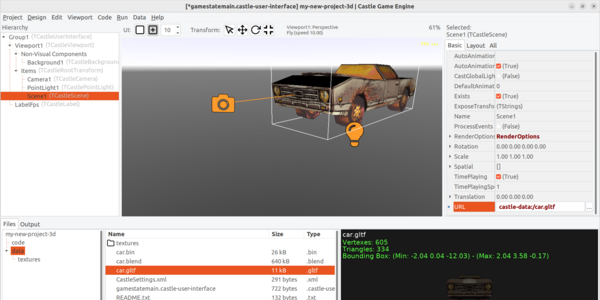 [*gamestatemain.castle-user-interface] my-new-project-3d | Castle Game Engine
Project Design Edit Viewport Code Run Data Help
Hierarchy
Group1 (TCastleUserInterface)
Viewport1 (TCastleViewport)
Non-Visual Components
Background1 (TCastleBackgroun
Items (TCastleRootTransform)
Camera1 (TCastleCamera)
PointLight1 (TCastlePointLight)
Scene1 (TCastleScene)
LabelFps (TCastleLabel)
UI: 10 Transform:
Viewport1: Perspective
Fly (speed 10.00)
61%
Selected:
Scene1 (TCastleScene)
Basic Layout All
AutoAnimation
AutoAnimation (True)
CastGlobalLigh (False)
DefaultAnimat 0
Exists (True)
ExposeTransfo (TStrings)
Name Scene1
ProcessEvents (False)
RenderOptions RenderOptions
Rotation 0.00 0.00 0.00 0.00
Scale 1.00 1.00 1.00
Spatial []
TimePlaying (True)
TimePlayingSpe 1
Translation 0.00 0.00 0.00
URL castle-data:/car.gltf ...
Files Output
my-new-project-3d
code
data
textures
Name Size Type
textures
car.bin 26 kB .bin
car.blend 640 kB .blend
car.gltf 11 kB .gltf
CastleSettings.xml 291 bytes .xml
gamestatemain.castle-user-interface 722 bytes .castle-use
README.txt 132 bytes .txt
car.gltf
Vertexes: 605
Triangles: 334
Bounding Box: (Min: -2.04 0.04 -12.03) - (Max: 2.04 3.58 -0.17)